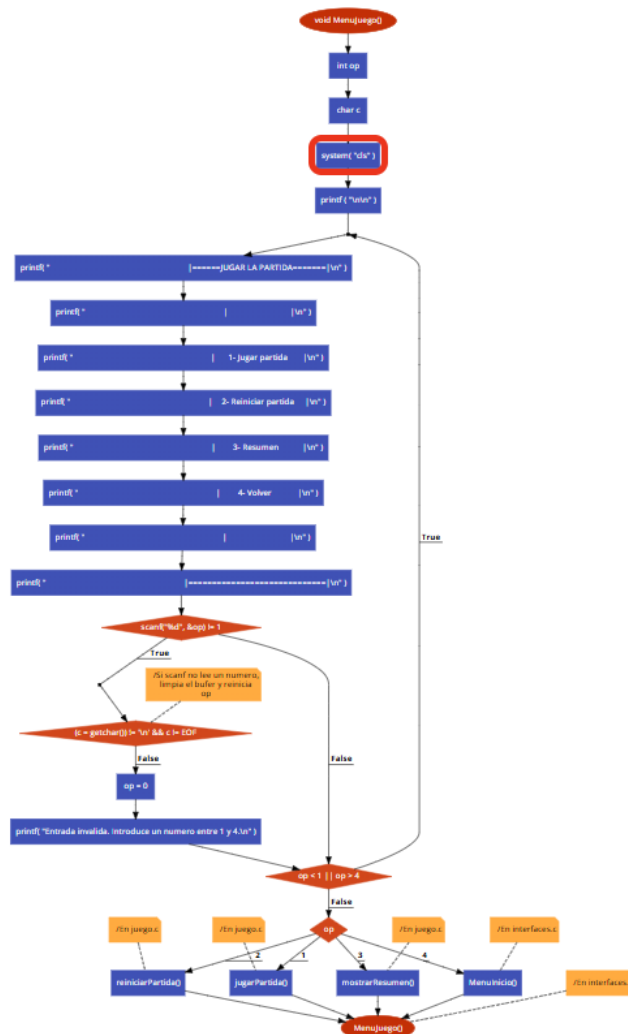 void MenuJuego()
int op
char c
system( "cls" )
printf ( "\n\n" )
printf( " |======JUGAR LA PARTIDA=======|\n" )
printf( " | |\n" )
printf( " | 1- Jugar partida |\n" )
printf( " | 2- Reiniciar partida |\n" )
printf( " | 3- Resumen |\n" )
printf( " | 4- Volver |\n" )
printf( " | |\n" )
True
printf( " |=============================|\n" )
scanf("%d", &op) != 1
True
/Si scanf no lee un numero,
limpia el bufer y reinicia
op
(c = getchar()) != '\n' && c != EOF
False
False
op = 0
printf( "Entrada invalida. Introduce un numero entre 1 y 4.\n" )
op < 1 || op > 4
False
/En juego.c
/En juego.c
op
/En juego.c
/En interfaces.c
2
1
3
4
reiniciarPartida()
jugarPartida()
mostrarResumen()
MenuInicio()
/En interfaces.
MenuJuego()